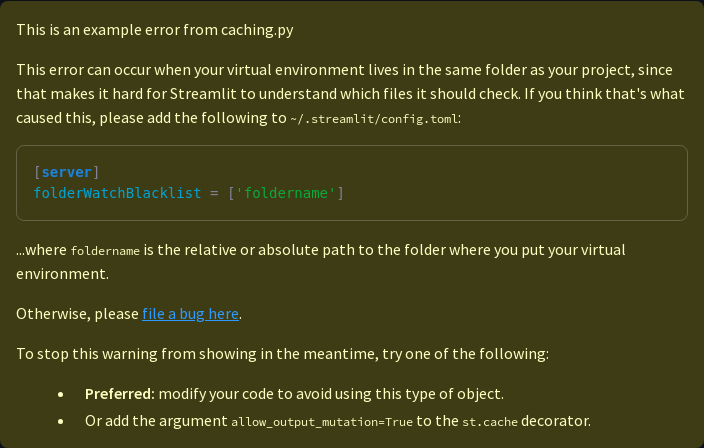 This is an example error from caching.py
This error can occur when your virtual environment lives in the same folder as your project, since
that makes it hard for Streamlit to understand which files it should check. If you think that's what
caused this, please add the following to ~/.streamlit/config.toml:
[server]
folderWatchBlacklist = ['foldername']
...where foldername is the relative or absolute path to the folder where you put your virtual
environment.
Otherwise, please file a bug here.
To stop this warning from showing in the meantime, try one of the following:
• Preferred: modify your code to avoid using this type of object.
• Or add the argument allow_output_mutation=True to the st.cache decorator.